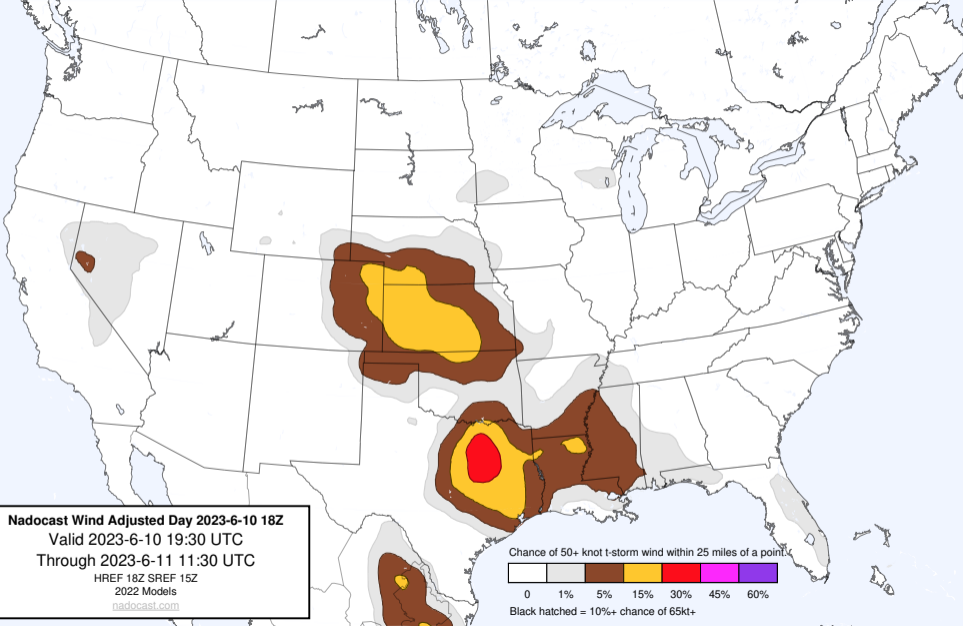 Nadocast Wind Adjusted Day 2023-6-10 18Z
Valid 2023-6-10 19:30 UTC
Through 2023-6-11 11:30 UTC
HREF 18Z SREF 15Z
2022 Models
nadocast.com
Chance of 50+ knot t-storm wind within 25 miles of a point.
0 1% 5% 15% 30% 45% 60%
Black hatched = 10%+ chance of 65kt+